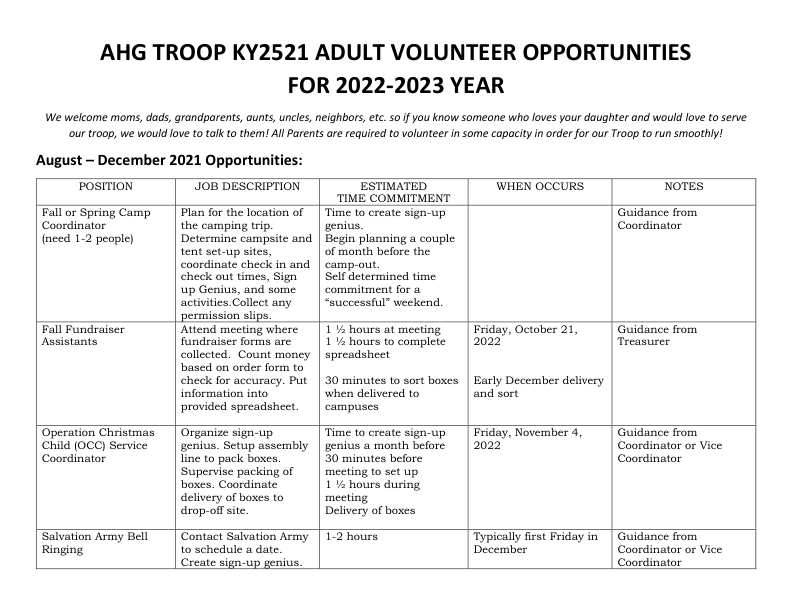 AHG TROOP KY2521 ADULT VOLUNTEER OPPORTUNITIES
FOR 2022-2023 YEAR
We welcome moms, dads, grandparents, aunts, uncles, neighbors, etc. so if you know someone who loves your daughter and would love to serve
our troop, we would love to talk to them! All Parents are required to volunteer in some capacity in order for our Troop to run smoothly!
August – December 2021 Opportunities:
POSITION
JOB DESCRIPTION
ESTIMATED
TIME COMMITMENT
WHEN OCCURS
NOTES
Fall or Spring Camp
Coordinator
(need 1-2 people)
Plan for the location of
the camping trip.
Determine campsite and
tent set-up sites,
coordinate check in and
check out times, Sign
up Genius, and some
activities.Collect any
permission slips.
Time to create sign-up
genius.
Begin planning a couple
of month before the
camp-out.
Self determined time
commitment for a
“successful” weekend.
Guidance from
Coordinator
Fall Fundraiser
Assistants
Attend meeting where
fundraiser forms are
collected.  Count money
based on order form to
check for accuracy. Put
information into
provided spreadsheet.
1 ½ hours at meeting
1 ½ hours to complete
spreadsheet
30 minutes to sort boxes
when delivered to
campuses
Friday, October 21,
2022
Early December delivery
and sort
Guidance from
Treasurer
Operation Christmas
Child (OCC) Service
Coordinator
Organize sign-up
genius. Setup assembly
line to pack boxes.
Supervise packing of
boxes. Coordinate
delivery of boxes to
drop-off site.
Time to create sign-up
genius a month before
30 minutes before
meeting to set up
1 ½ hours during
meeting
Delivery of boxes
Friday, November 4,
2022
Guidance from
Coordinator or Vice
Coordinator
Salvation Army Bell
Ringing
Contact Salvation Army
to schedule a date.
Create sign-up genius.
1-2 hours
Typically first Friday in
December
Guidance from
Coordinator or Vice
Coordinator